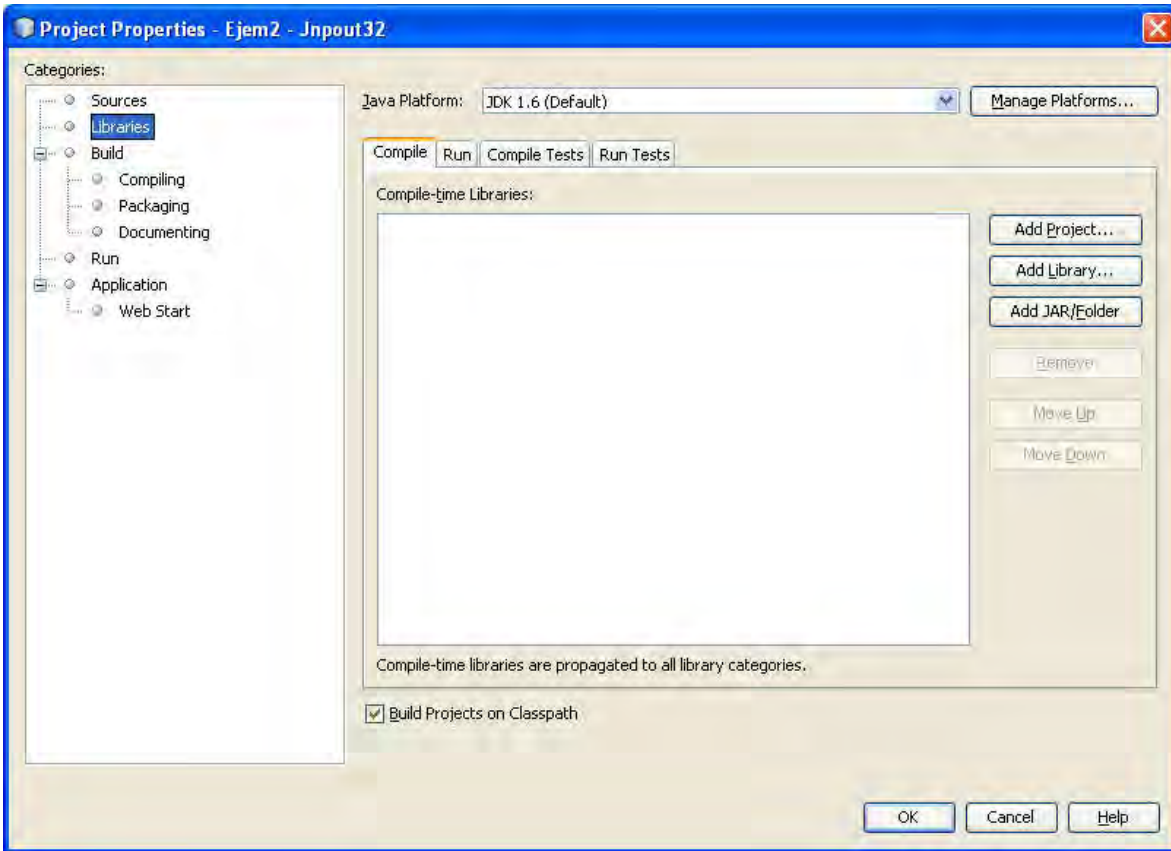 Project Properties - Ejem2 - Jnpout32
Categories:
Sources
Libraries
Build
Compiling
Packaging
Documenting
Run
Application
Web Start
Java Platform: JDK 1.6 (Default) Manage Platforms...
Compile Run Compile Tests Run Tests
Compile-time Libraries:
Add Project...
Add Library...
Add JAR/Folder
Remove
Move Up
Move Down
Compile-time libraries are propagated to all library categories.
Build Projects on Classpath
OK Cancel Help